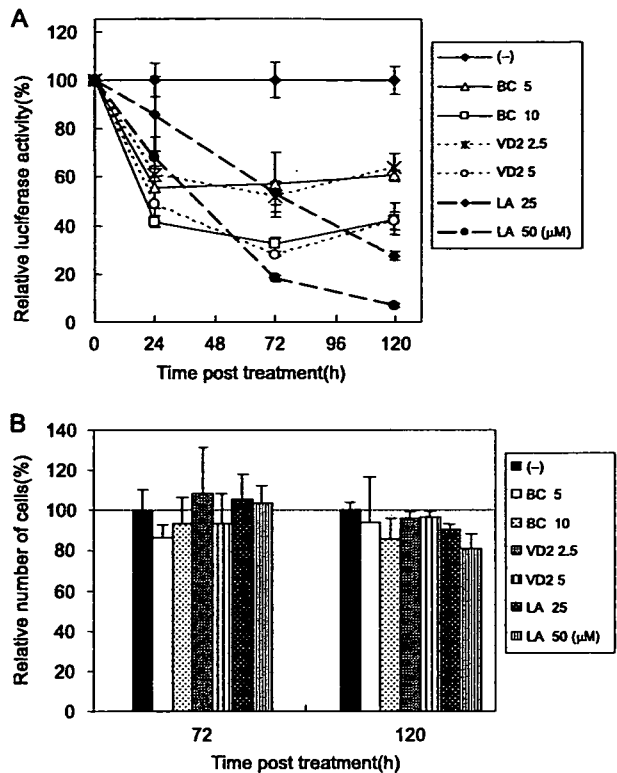 A
Relative luciferase activity(%)
120
100
80
60
40
20
0
0 24 48 72 96 120
Time post treatment(h)
(−)
BC 5
BC 10
VD2 2.5
VD2 5
LA 25
LA 50 (μM)
B
Relative number of cells(%)
140
120
100
80
60
40
20
0
72 120
Time post treatment(h)
(−)
BC 5
BC 10
VD2 2.5
VD2 5
LA 25
LA 50 (μM)